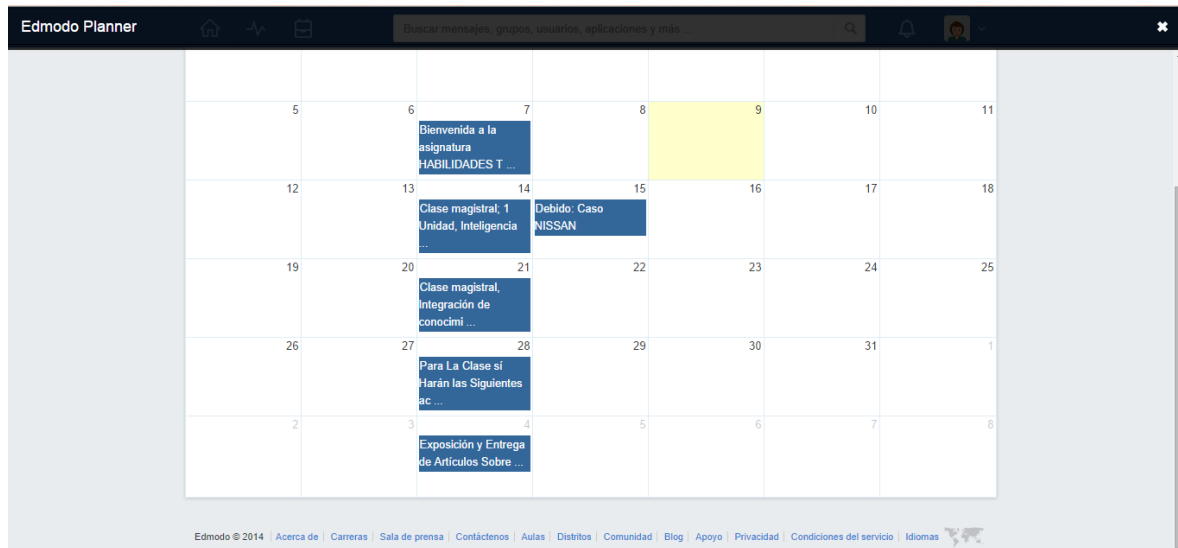 Edmodo Planner
Buscar mensajes, grupos, usuarios, aplicaciones y más ...
5 6 7 8 9 10 11
Bienvenida a la
asignatura
HABILIDADES T ...
12 13 14 15 16 17 18
Clase magistral; 1
Unidad, Inteligencia
...
Debido: Caso
NISSAN
19 20 21 22 23 24 25
Clase magistral,
Integración de
conocimi ...
26 27 28 29 30 31 1
Para La Clase sí
Harán las Siguientes
ac ...
2 3 4 5 6 7 8
Exposición y Entrega
de Artículos Sobre ...
Edmodo © 2014 | Acerca de | Carreras | Sala de prensa | Contáctenos | Aulas | Distritos | Comunidad | Blog | Apoyo | Privacidad | Condiciones del servicio | Idiomas